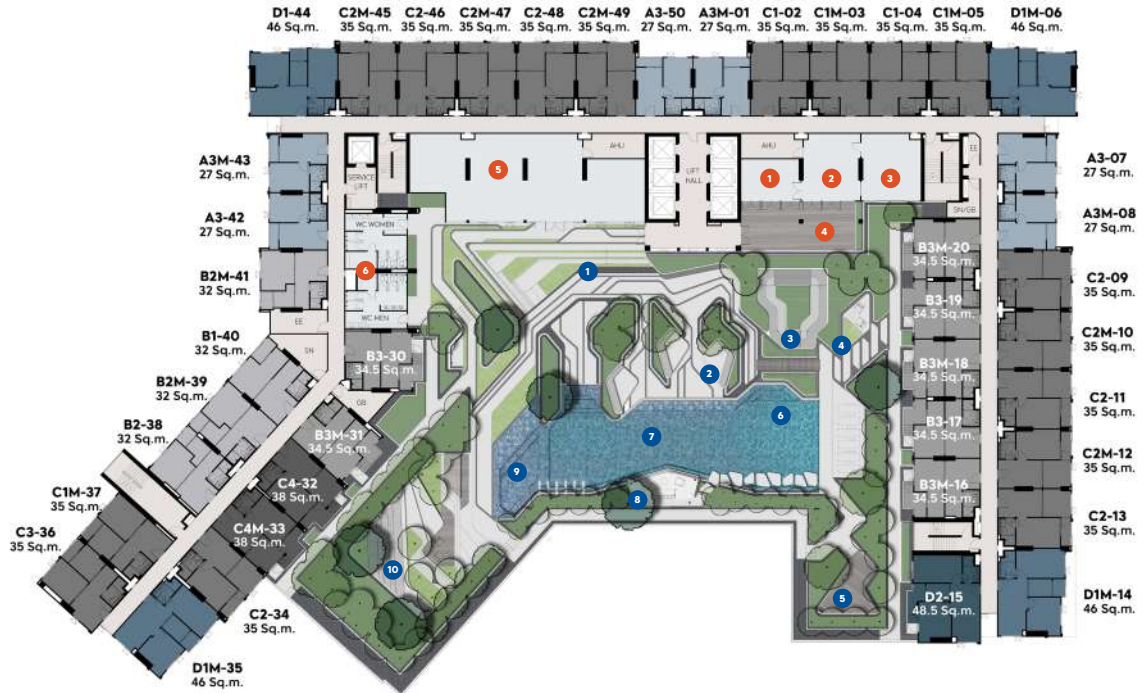 D1-44
46 Sq.m.
C2M-45
35 Sq.m.
C2-46
35 Sq.m.
C2M-47
35 Sq.m.
C2-48
35 Sq.m.
C2M-49
35 Sq.m.
A3-50
27 Sq.m.
A3M-01
27 Sq.m.
C1-02
35 Sq.m.
C1M-03
35 Sq.m.
C1-04
35 Sq.m.
C1M-05
35 Sq.m.
D1M-06
46 Sq.m.
A3M-43
27 Sq.m.
A3-42
27 Sq.m.
B2M-41
32 Sq.m.
B1-40
32 Sq.m.
B2M-39
32 Sq.m.
B2-38
32 Sq.m.
C1M-37
35 Sq.m.
C3-36
35 Sq.m.
D1M-35
46 Sq.m.
C2-34
35 Sq.m.
C4M-33
38 Sq.m.
C4-32
38 Sq.m.
B3M-31
34.5 Sq.m.
B3-30
34.5 Sq.m.
SERVICE
LIFT
WC WOMEN
6
WC MEN
EE
SN
GB
5
AHU
LIFT
HALL
AHU
1
2
3
4
EE
SN/GB
A3-07
27 Sq.m.
A3M-08
27 Sq.m.
C2-09
35 Sq.m.
C2M-10
35 Sq.m.
C2-11
35 Sq.m.
C2M-12
35 Sq.m.
C2-13
35 Sq.m.
D1M-14
46 Sq.m.
B3M-20
34.5 Sq.m.
B3-19
34.5 Sq.m.
B3M-18
34.5 Sq.m.
B3-17
34.5 Sq.m.
B3M-16
34.5 Sq.m.
D2-15
48.5 Sq.m.
1
2
3
4
5
6
7
8
9
10